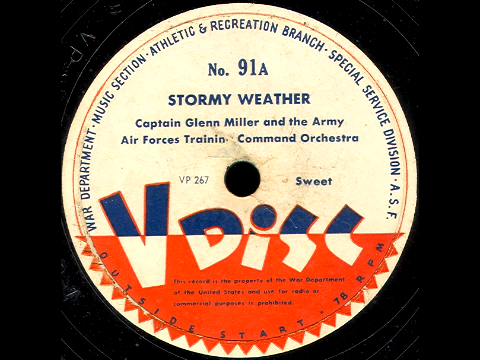 WAR DEPARTMENT · MUSIC SECTION · ATHLETIC & RECREATION BRANCH · SPECIAL SERVICE DIVISION · A.S.F.
No. 91A
STORMY WEATHER
Captain Glenn Miller and the Army
Air Forces Trainin· Command Orchestra
VP 267 Sweet
V DiSC
This record is the property of the War Department
of the United States and use for radio or
commercial purposes is prohibited.
OUTSIDE START · 78 RPM
VP